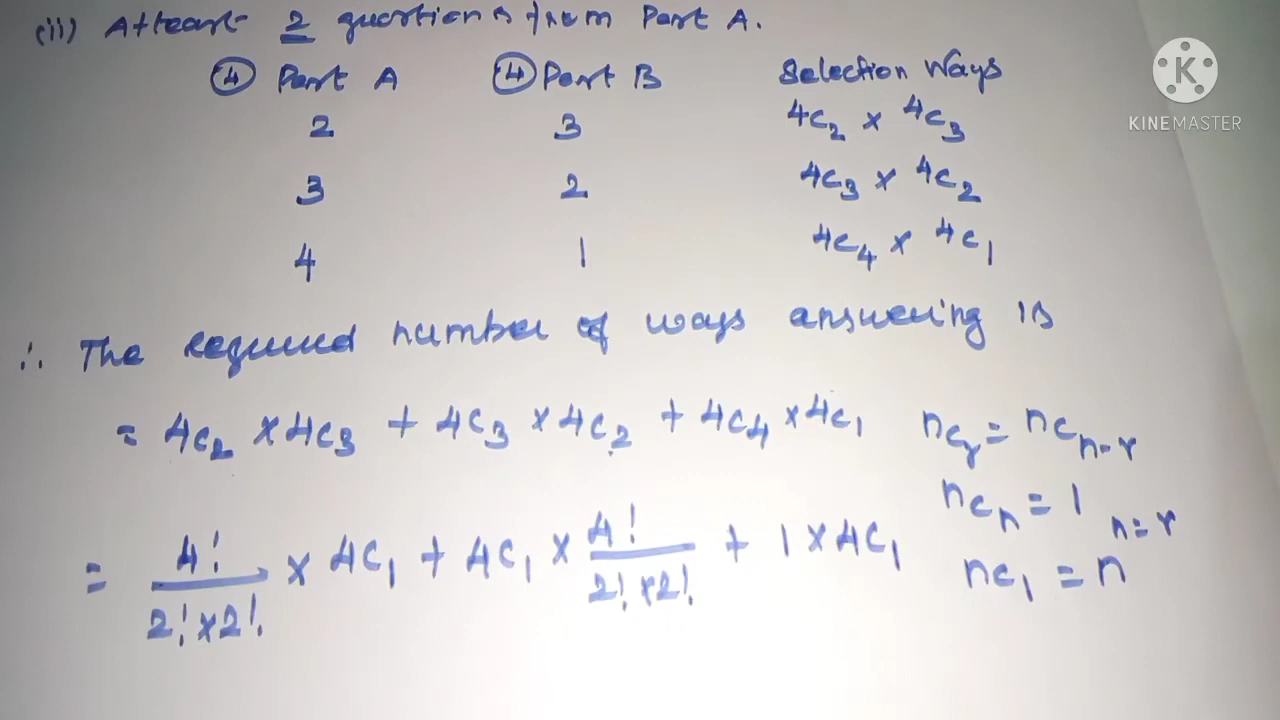 (ii) Atleast 2 questions from Part A.
④ Part A ④ Part B Selection Ways
2 3 4C₂ × 4C₃
3 2 4C₃ × 4C₂
4 1 4C₄ × 4C₁
∴ The required number of ways answering is
= 4C₂ × 4C₃ + 4C₃ × 4C₂ + 4C₄ × 4C₁ nCᵣ = nCₙ₋ᵣ
nCₙ = 1 n=r
= 4!/(2!×2!) × 4C₁ + 4C₁ × 4!/(2!×2!) + 1 × 4C₁ nC₁ = n
K
KINEMASTER